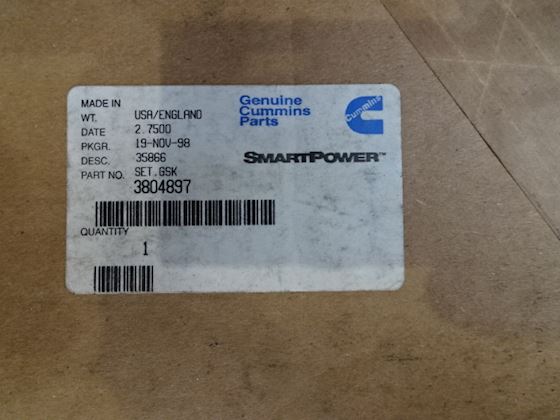 MADE IN USA/ENGLAND
WT. 2.7500
DATE 19-NOV-98
PKGR. 35866
DESC. SET,GSK
PART NO. 3804897
QUANTITY
1
Genuine
Cummins
Parts
Cummins
SMARTPOWER™